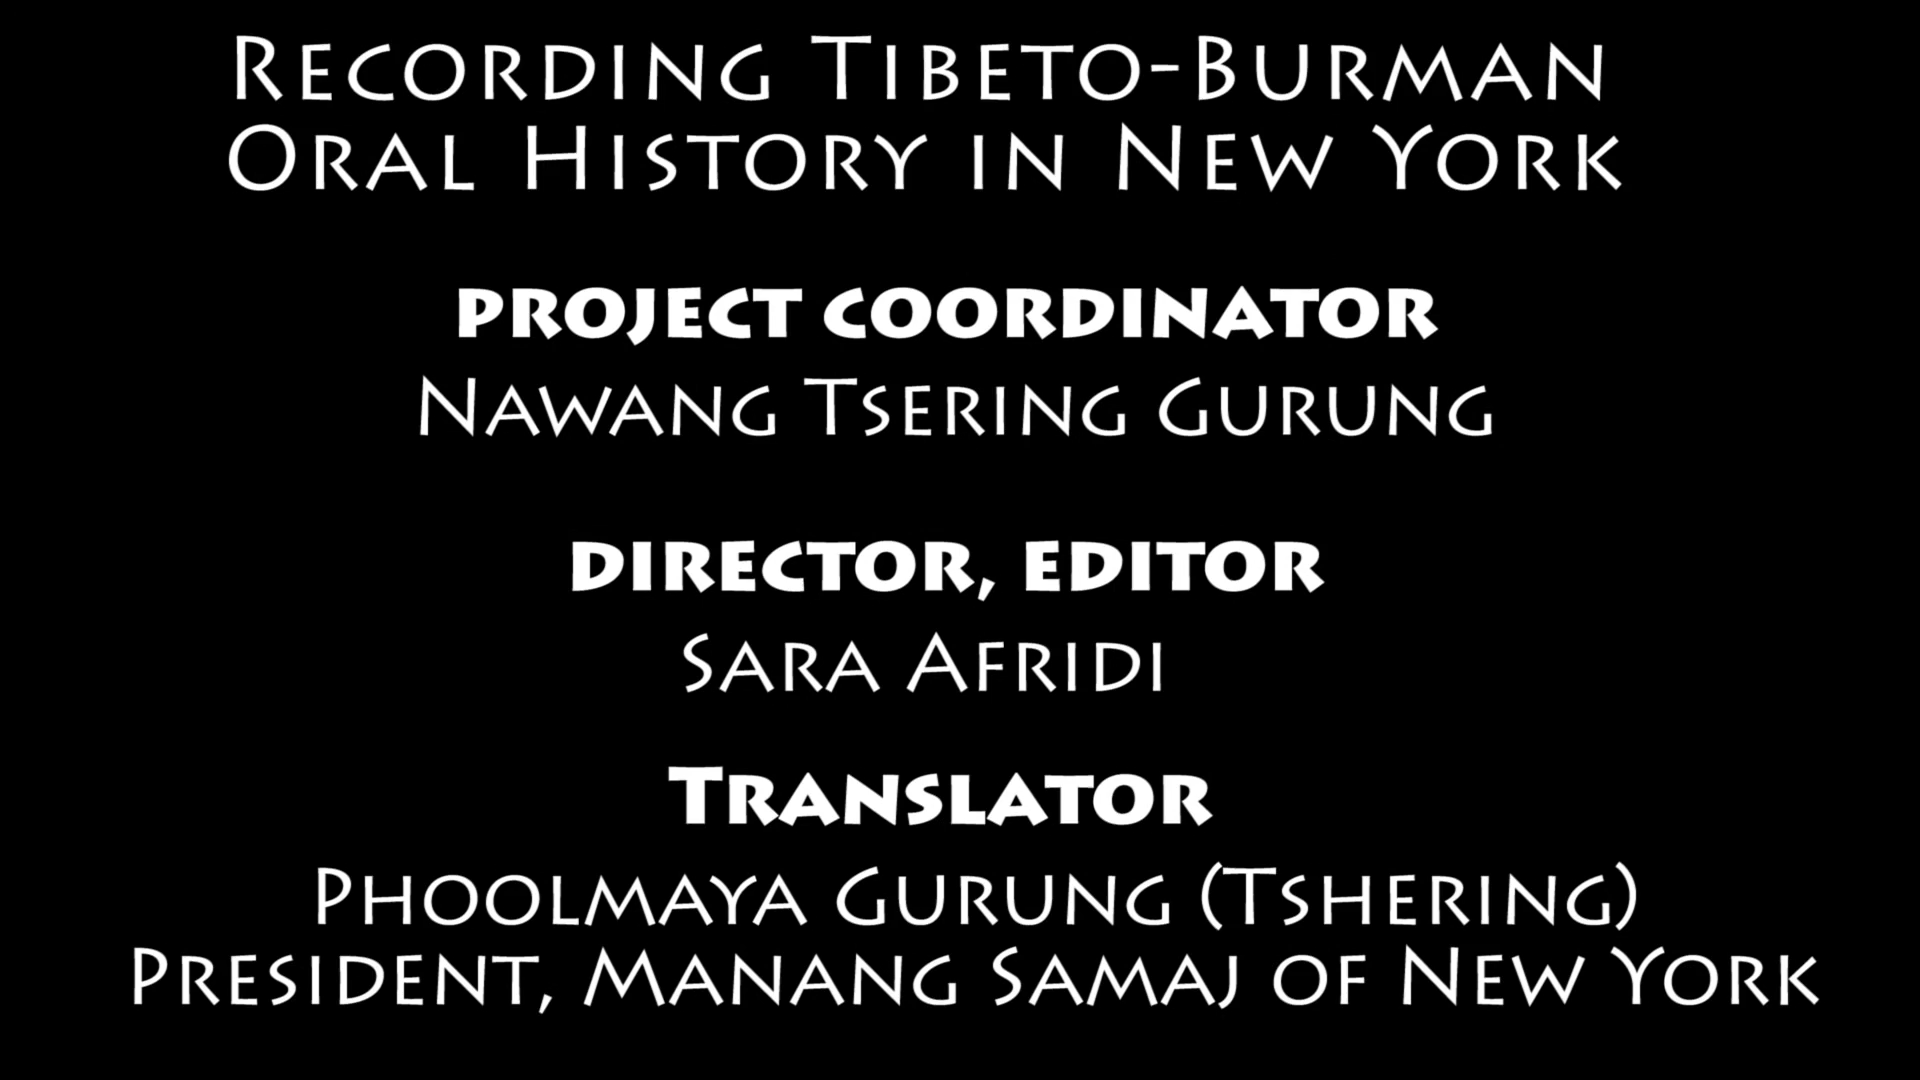 Recording Tibeto-Burman
Oral History in New York
PROJECT COORDINATOR
Nawang Tsering Gurung
DIRECTOR, EDITOR
Sara Afridi
Translator
Phoolmaya Gurung (Tshering)
President, Manang Samaj of New York